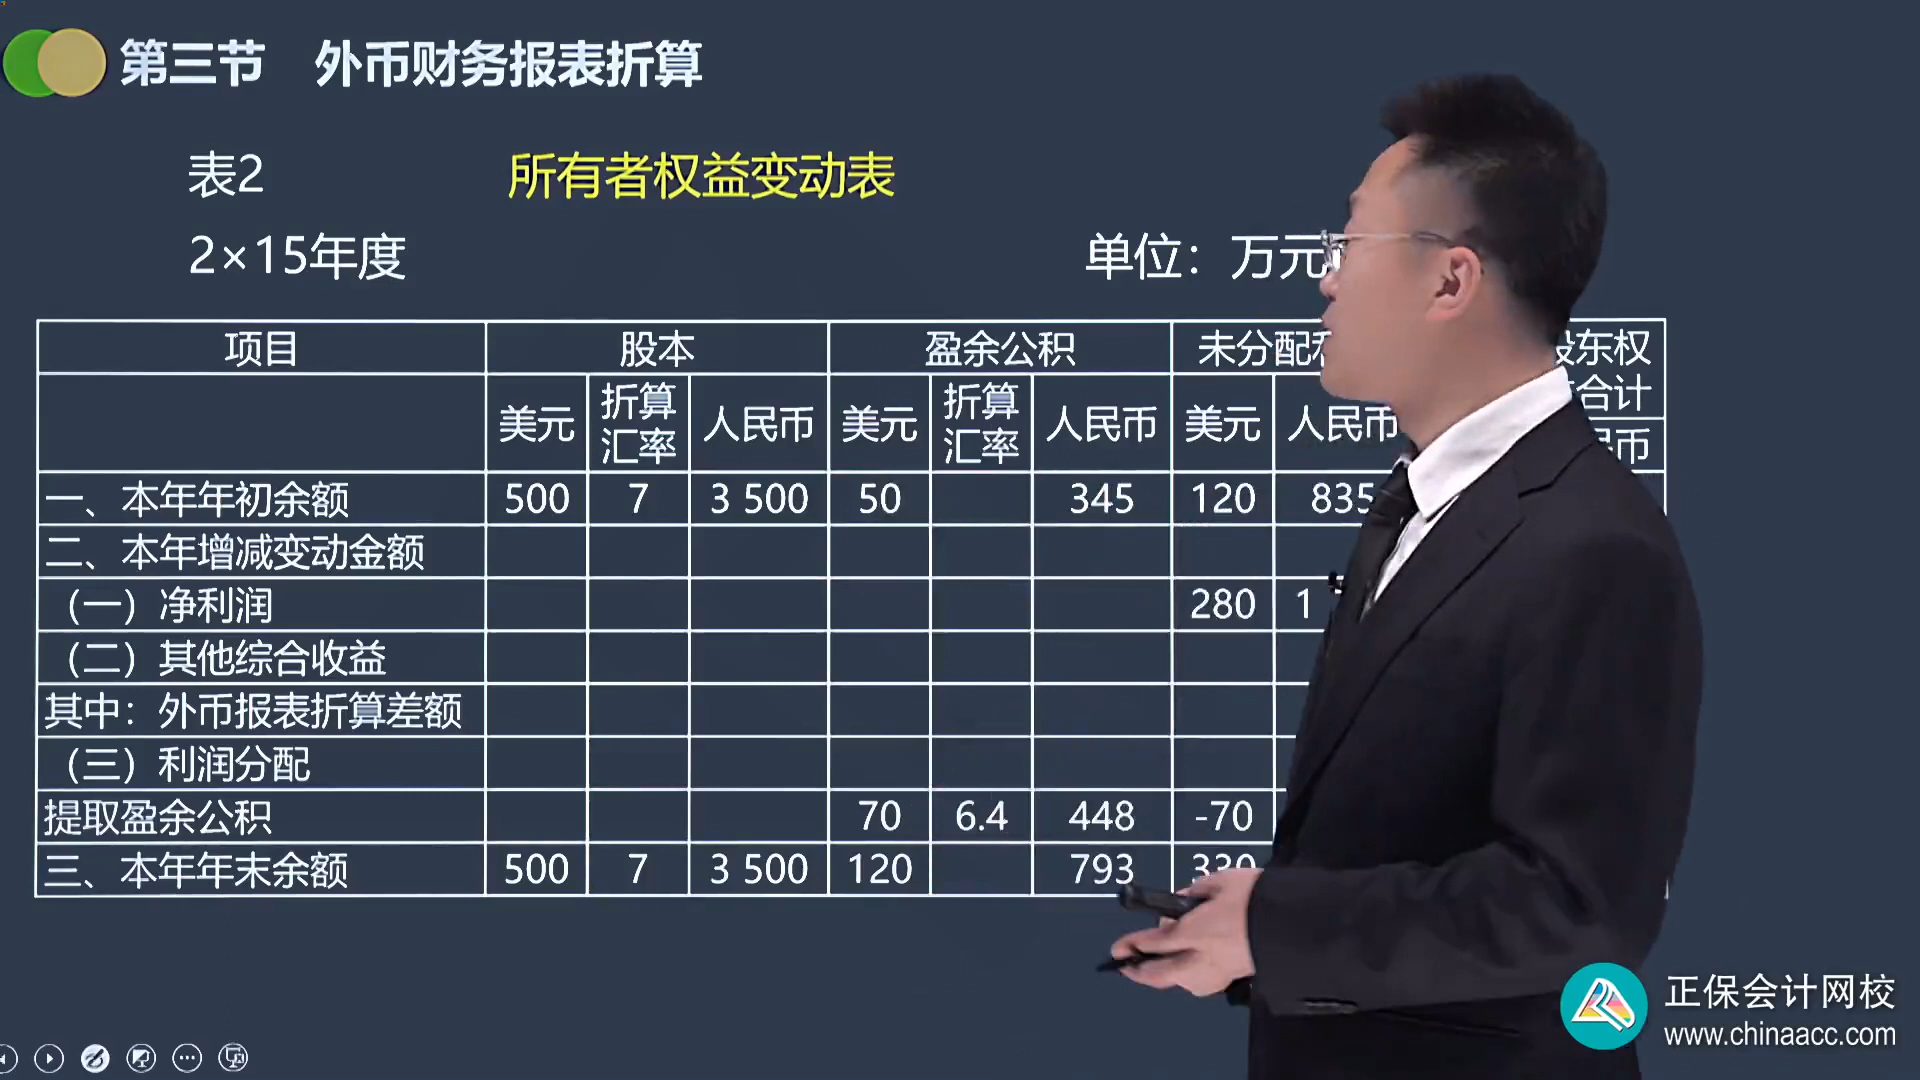 第三节 外币财务报表折算
表2 所有者权益变动表
2×15年度 单位：万元
项目 股本 盈余公积 未分配 股东权
合计
美元 折算汇率 人民币 美元 折算汇率 人民币 美元 人民币 币
一、本年年初余额 500 7 3 500 50 345 120 835
二、本年增减变动金额
（一）净利润 280 1
（二）其他综合收益
其中：外币报表折算差额
（三）利润分配
提取盈余公积 70 6.4 448 -70
三、本年年末余额 500 7 3 500 120 793 330
正保会计网校
www.chinaacc.com